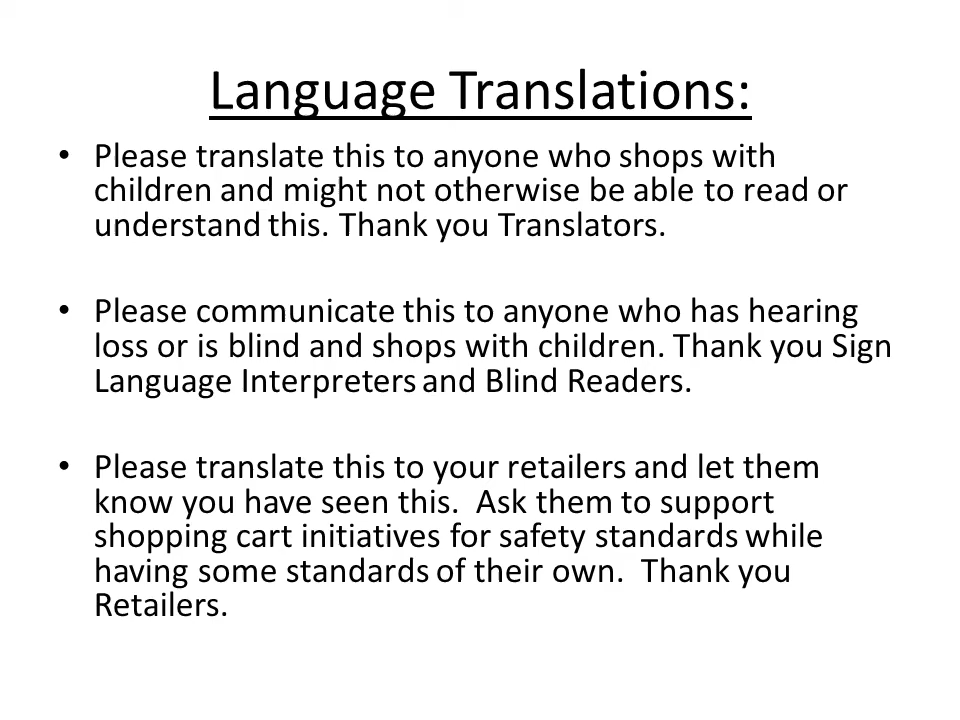 Language Translations:
• Please translate this to anyone who shops with
children and might not otherwise be able to read or
understand this. Thank you Translators.
• Please communicate this to anyone who has hearing
loss or is blind and shops with children. Thank you Sign
Language Interpreters and Blind Readers.
• Please translate this to your retailers and let them
know you have seen this.  Ask them to support
shopping cart initiatives for safety standards while
having some standards of their own.  Thank you
Retailers.